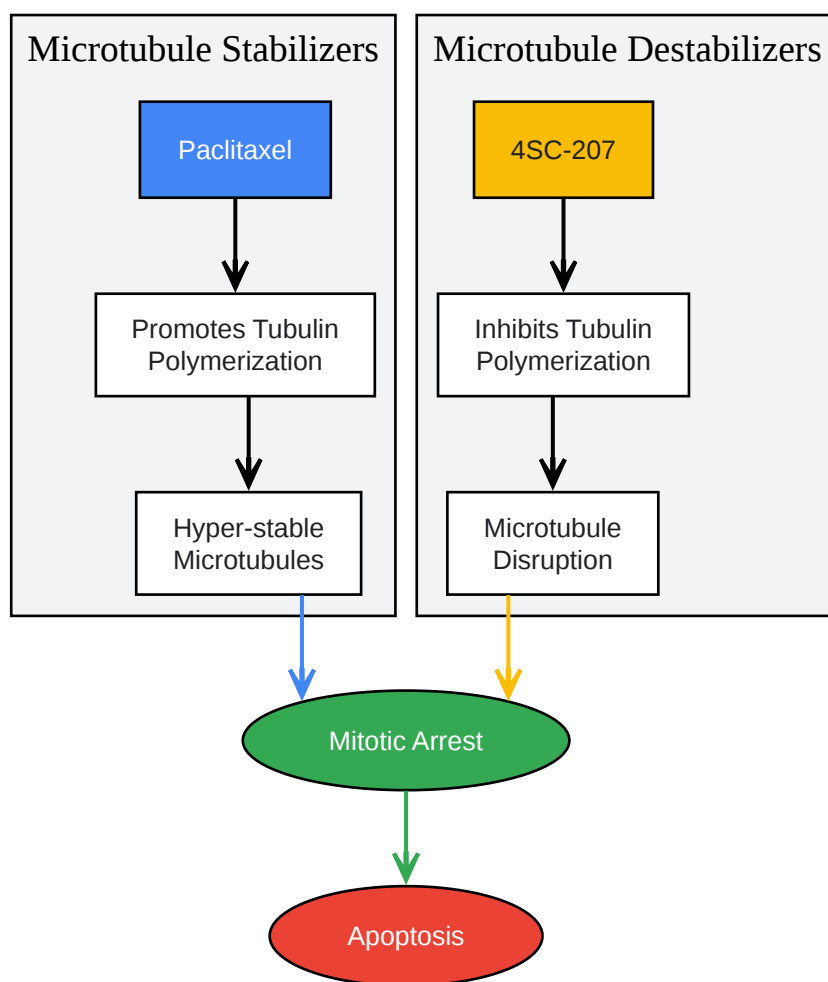 Microtubule Stabilizers
Paclitaxel
Promotes Tubulin
Polymerization
Hyper-stable
Microtubules
Microtubule Destabilizers
4SC-207
Inhibits Tubulin
Polymerization
Microtubule
Disruption
Mitotic Arrest
Apoptosis